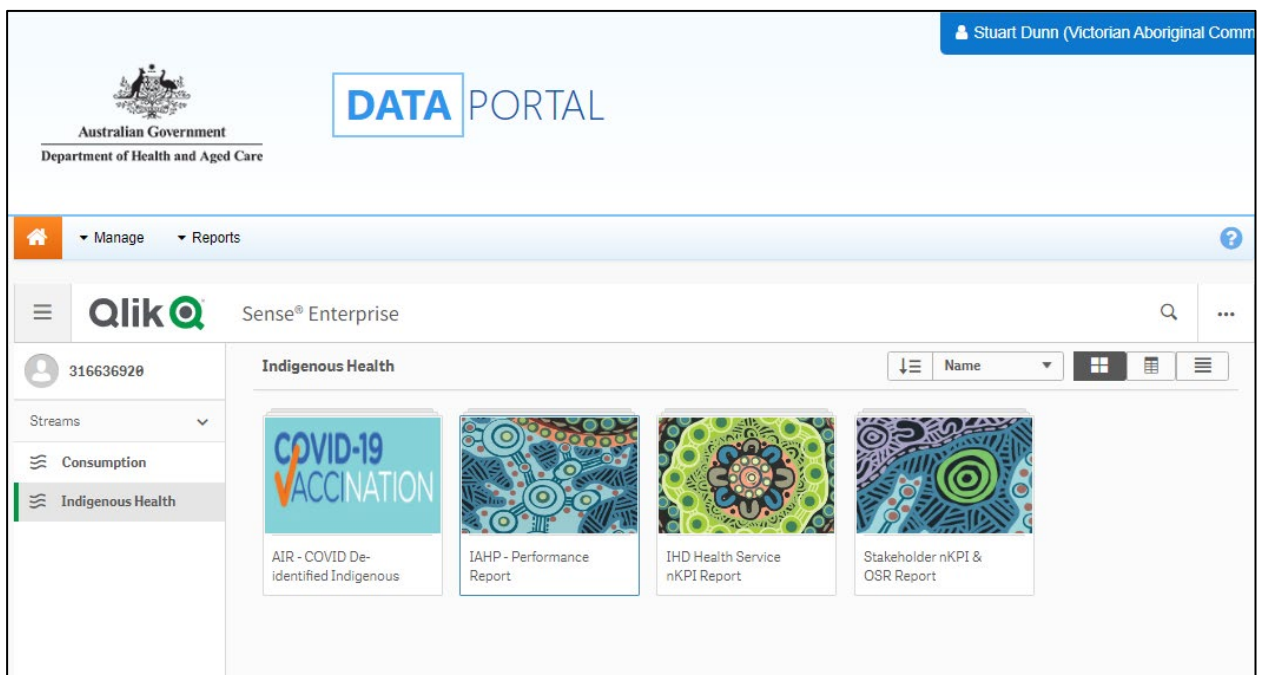 Stuart Dunn (Victorian Aboriginal Comm
Australian Government
Department of Health and Aged Care
DATA PORTAL
Manage Reports ?
Qlik Q Sense® Enterprise
316636920
Indigenous Health
Name
Streams
Consumption
Indigenous Health
COVID-19
VACCINATION
AIR - COVID De-
identified Indigenous
IAHP - Performance
Report
IHD Health Service
nKPI Report
Stakeholder nKPI &
OSR Report